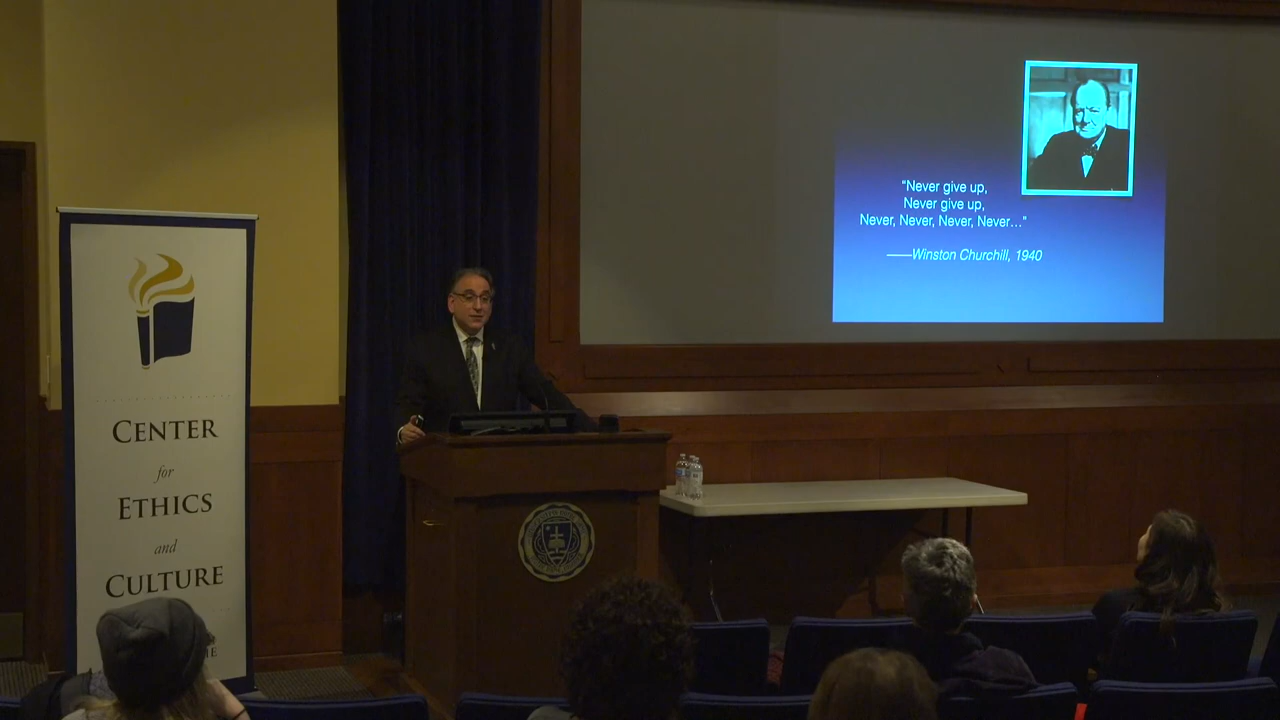 "Never give up,
Never give up,
Never, Never, Never, Never..."
——Winston Churchill, 1940
CENTER
for
ETHICS
and
CULTURE